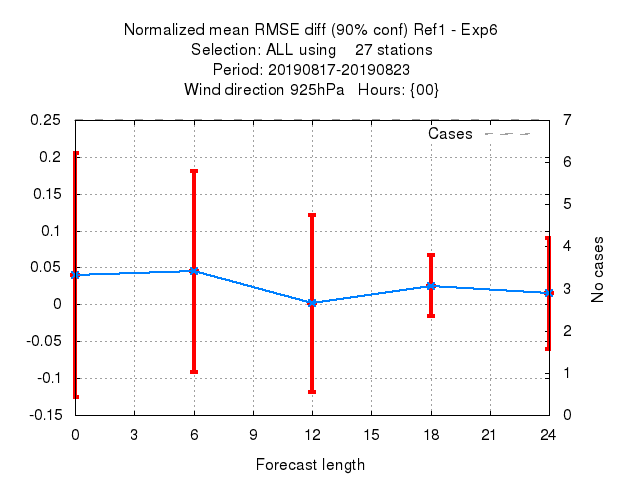 Normalized mean RMSE diff (90% conf) Ref1 - Exp6
Selection: ALL using 27 stations
Period: 20190817-20190823
Wind direction 925hPa Hours: {00}
Cases
0.25
0.2
0.15
0.1
0.05
0
-0.05
-0.1
-0.15
7
6
5
4
3
2
1
0
No cases
0 3 6 9 12 15 18 21 24
Forecast length